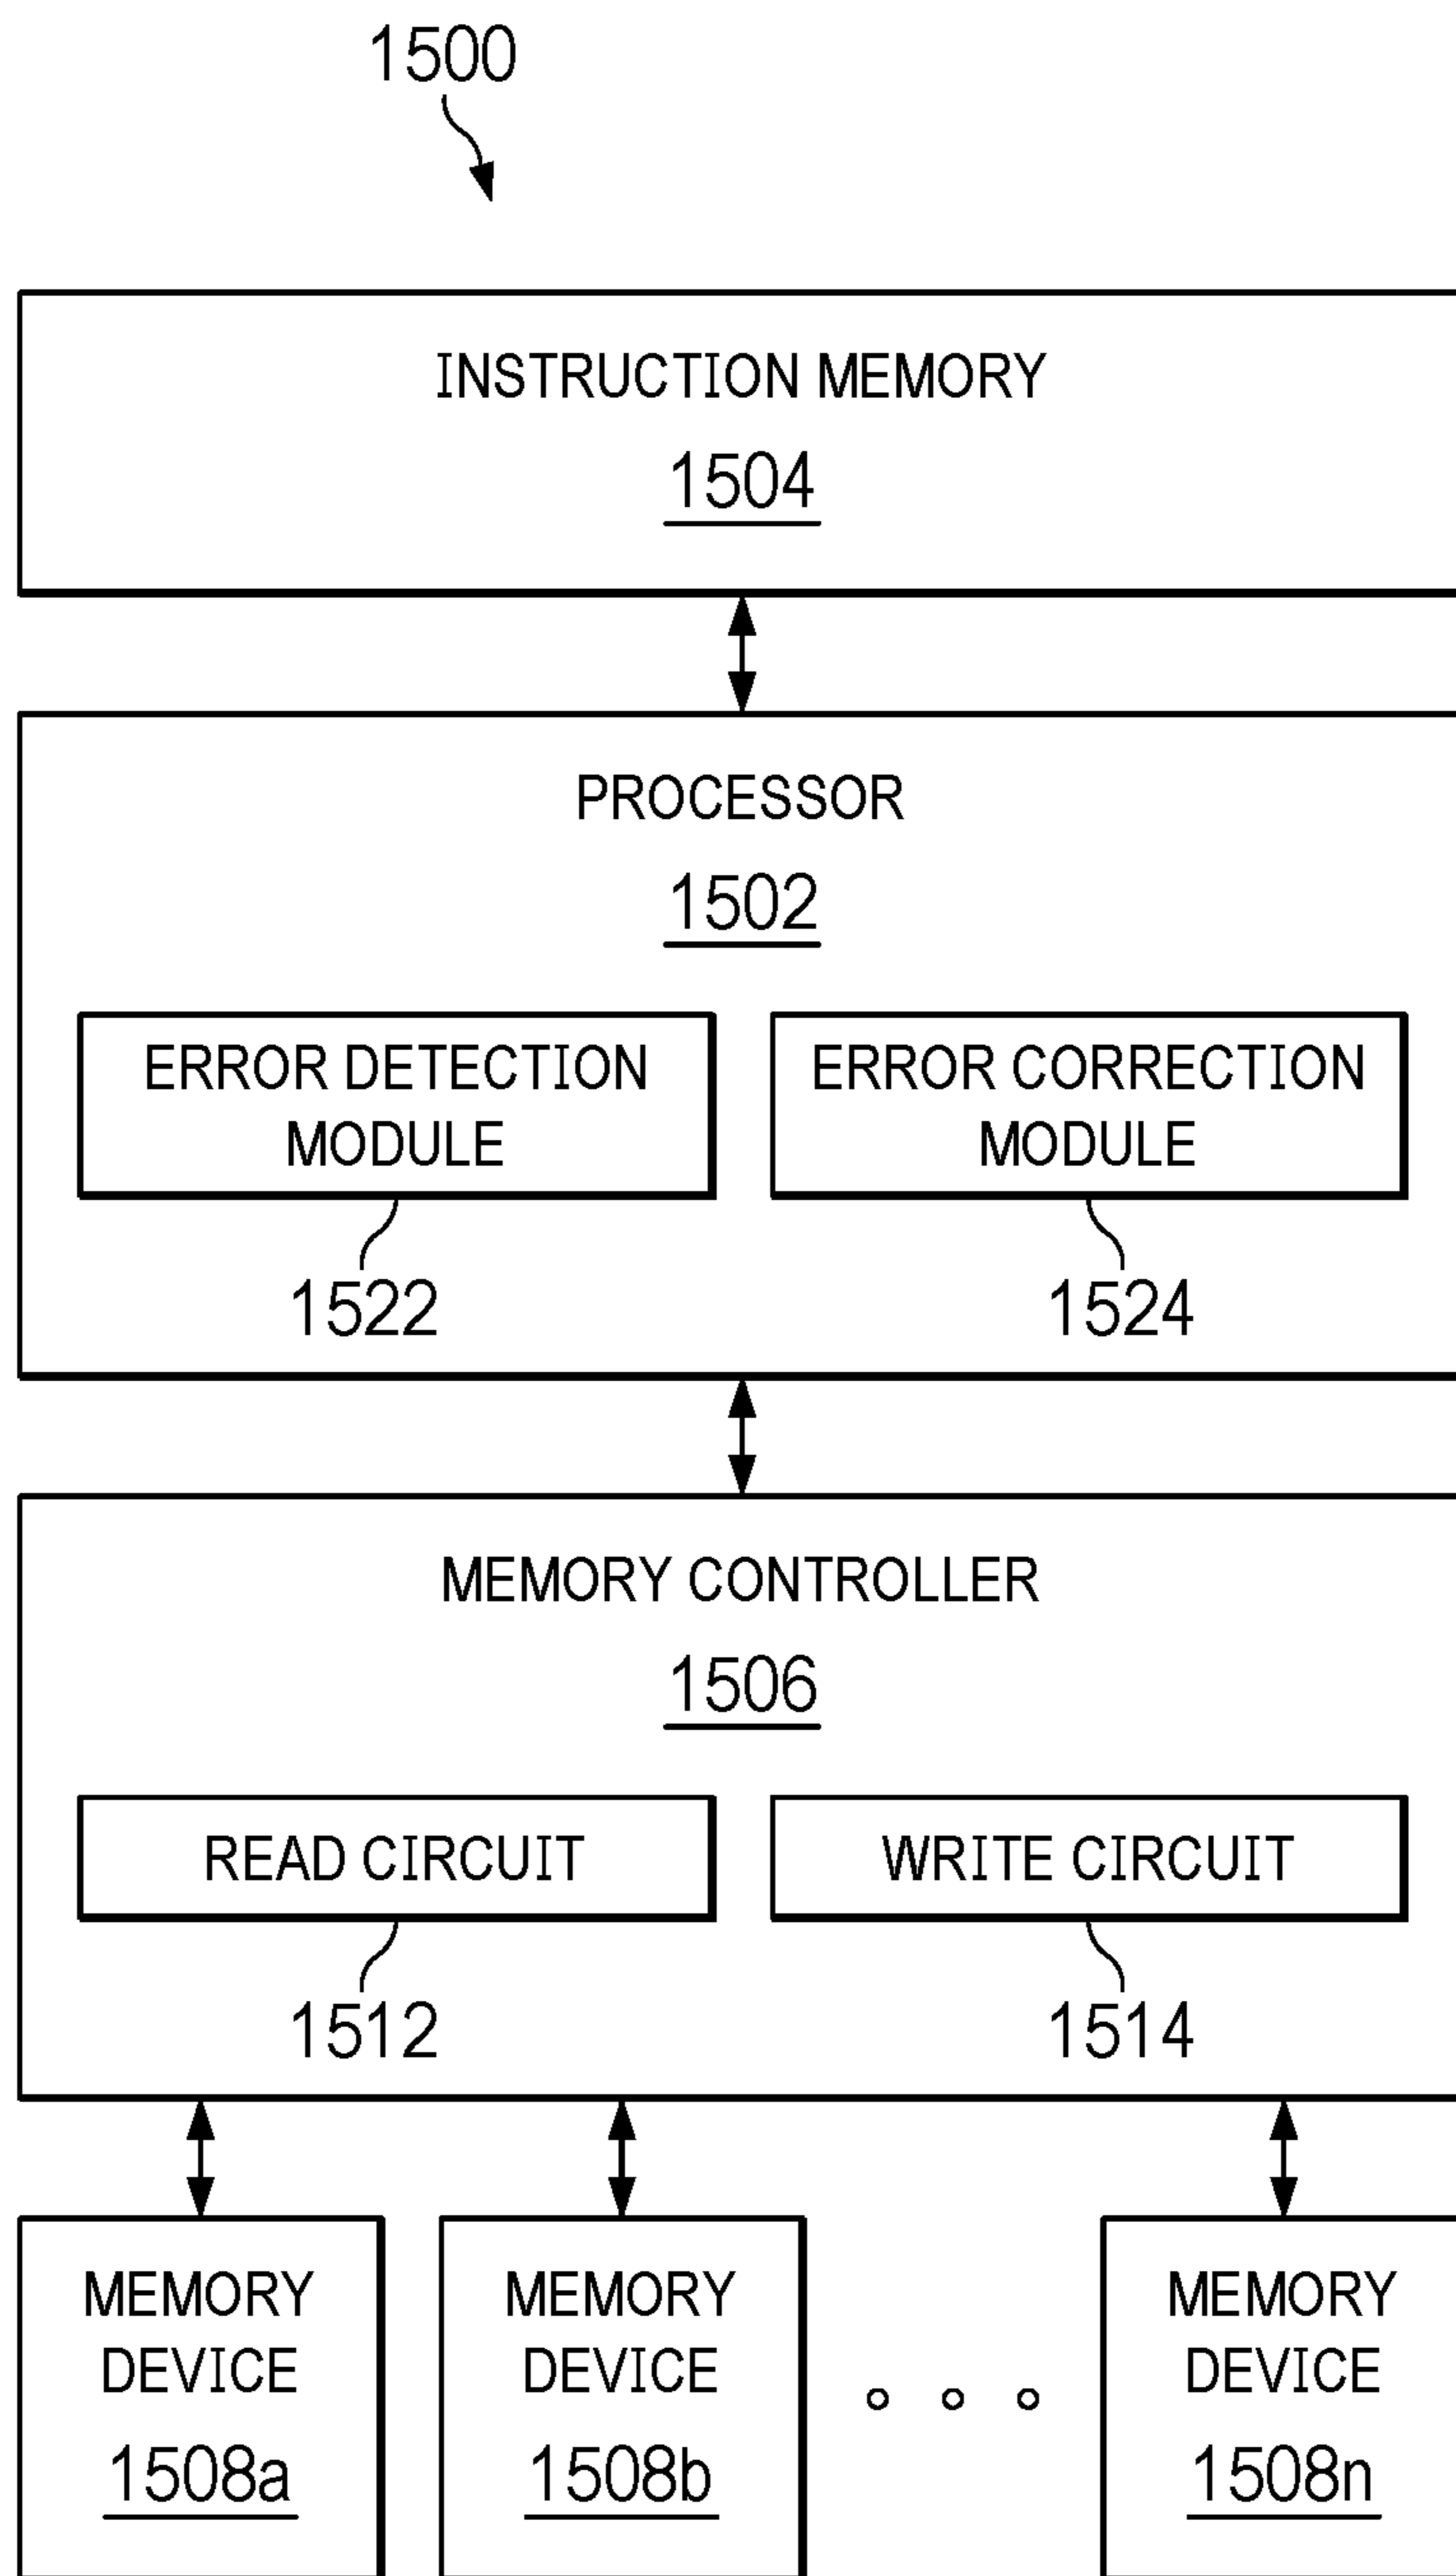 1500
INSTRUCTION MEMORY
1504
PROCESSOR
1502
ERROR DETECTION
MODULE
1522
ERROR CORRECTION
MODULE
1524
MEMORY CONTROLLER
1506
READ CIRCUIT
1512
WRITE CIRCUIT
1514
MEMORY
DEVICE
1508a
MEMORY
DEVICE
1508b
MEMORY
DEVICE
1508n